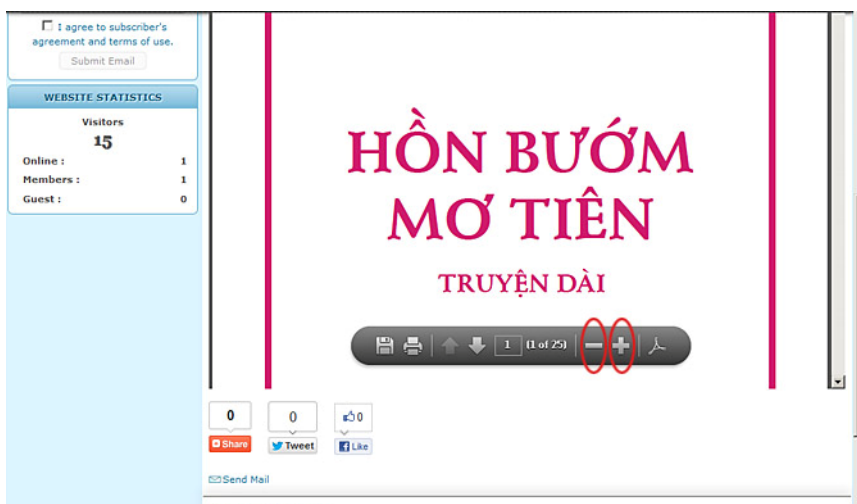 I agree to subscriber's
agreement and terms of use.
Submit Email
WEBSITE STATISTICS
Visitors
15
Online : 1
Members : 1
Guest : 0
HỒN BƯỚM
MƠ TIÊN
TRUYỆN DÀI
1 (1 of 25)
0 0 0
Share Tweet Like
Send Mail